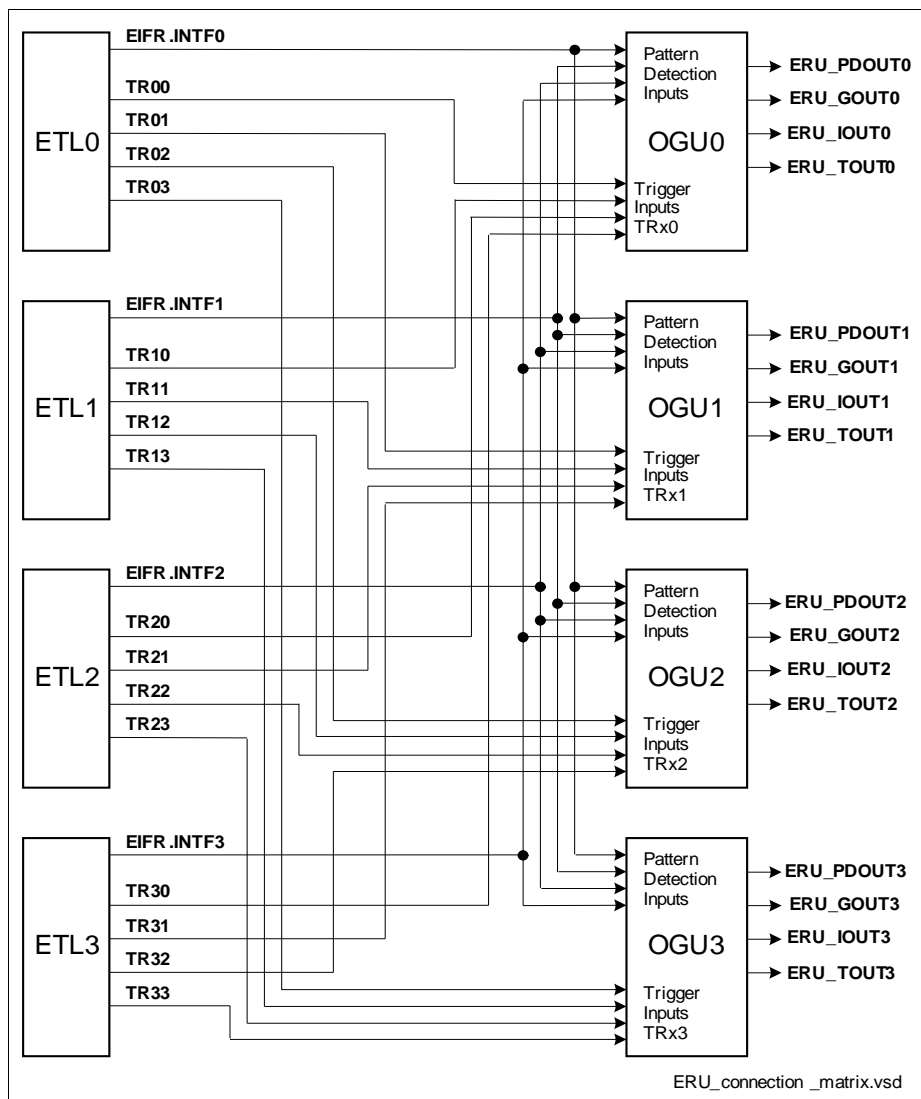 EIFR.INTF0
TR00
TR01
TR02
TR03
ETL0
Pattern
Detection
Inputs
OGU0
Trigger
Inputs
TRx0
ERU_PDOUT0
ERU_GOUT0
ERU_IOUT0
ERU_TOUT0
EIFR.INTF1
TR10
TR11
TR12
TR13
ETL1
Pattern
Detection
Inputs
OGU1
Trigger
Inputs
TRx1
ERU_PDOUT1
ERU_GOUT1
ERU_IOUT1
ERU_TOUT1
EIFR.INTF2
TR20
TR21
TR22
TR23
ETL2
Pattern
Detection
Inputs
OGU2
Trigger
Inputs
TRx2
ERU_PDOUT2
ERU_GOUT2
ERU_IOUT2
ERU_TOUT2
EIFR.INTF3
TR30
TR31
TR32
TR33
ETL3
Pattern
Detection
Inputs
OGU3
Trigger
Inputs
TRx3
ERU_PDOUT3
ERU_GOUT3
ERU_IOUT3
ERU_TOUT3
ERU_connection _matrix.vsd